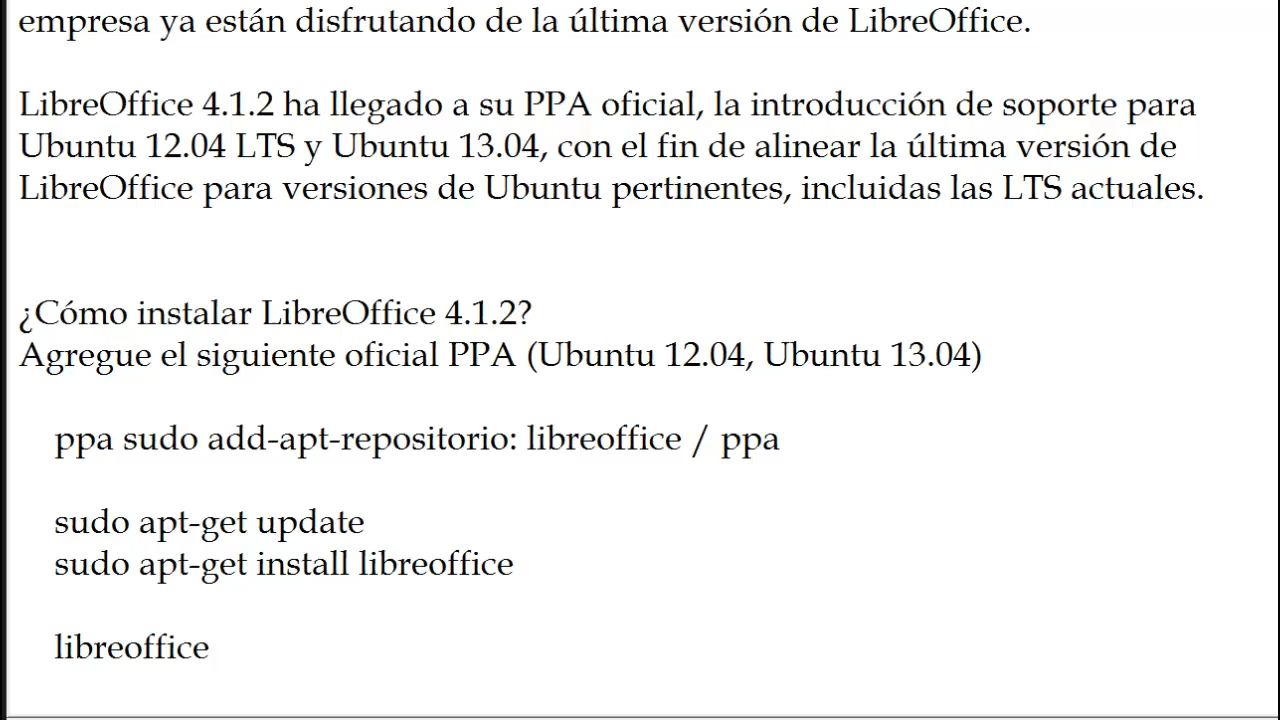 empresa ya están disfrutando de la última versión de LibreOffice.
LibreOffice 4.1.2 ha llegado a su PPA oficial, la introducción de soporte para
Ubuntu 12.04 LTS y Ubuntu 13.04, con el fin de alinear la última versión de
LibreOffice para versiones de Ubuntu pertinentes, incluidas las LTS actuales.
¿Cómo instalar LibreOffice 4.1.2?
Agregue el siguiente oficial PPA (Ubuntu 12.04, Ubuntu 13.04)
ppa sudo add-apt-repositorio: libreoffice / ppa
sudo apt-get update
sudo apt-get install libreoffice
libreoffice